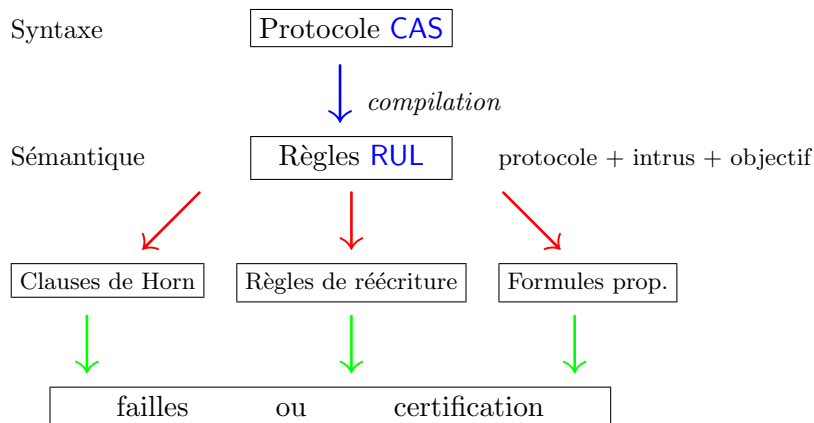 Syntaxe Protocole CAS
compilation
Sémantique Règles RUL protocole + intrus + objectif
Clauses de Horn Règles de réécriture Formules prop.
failles ou certification